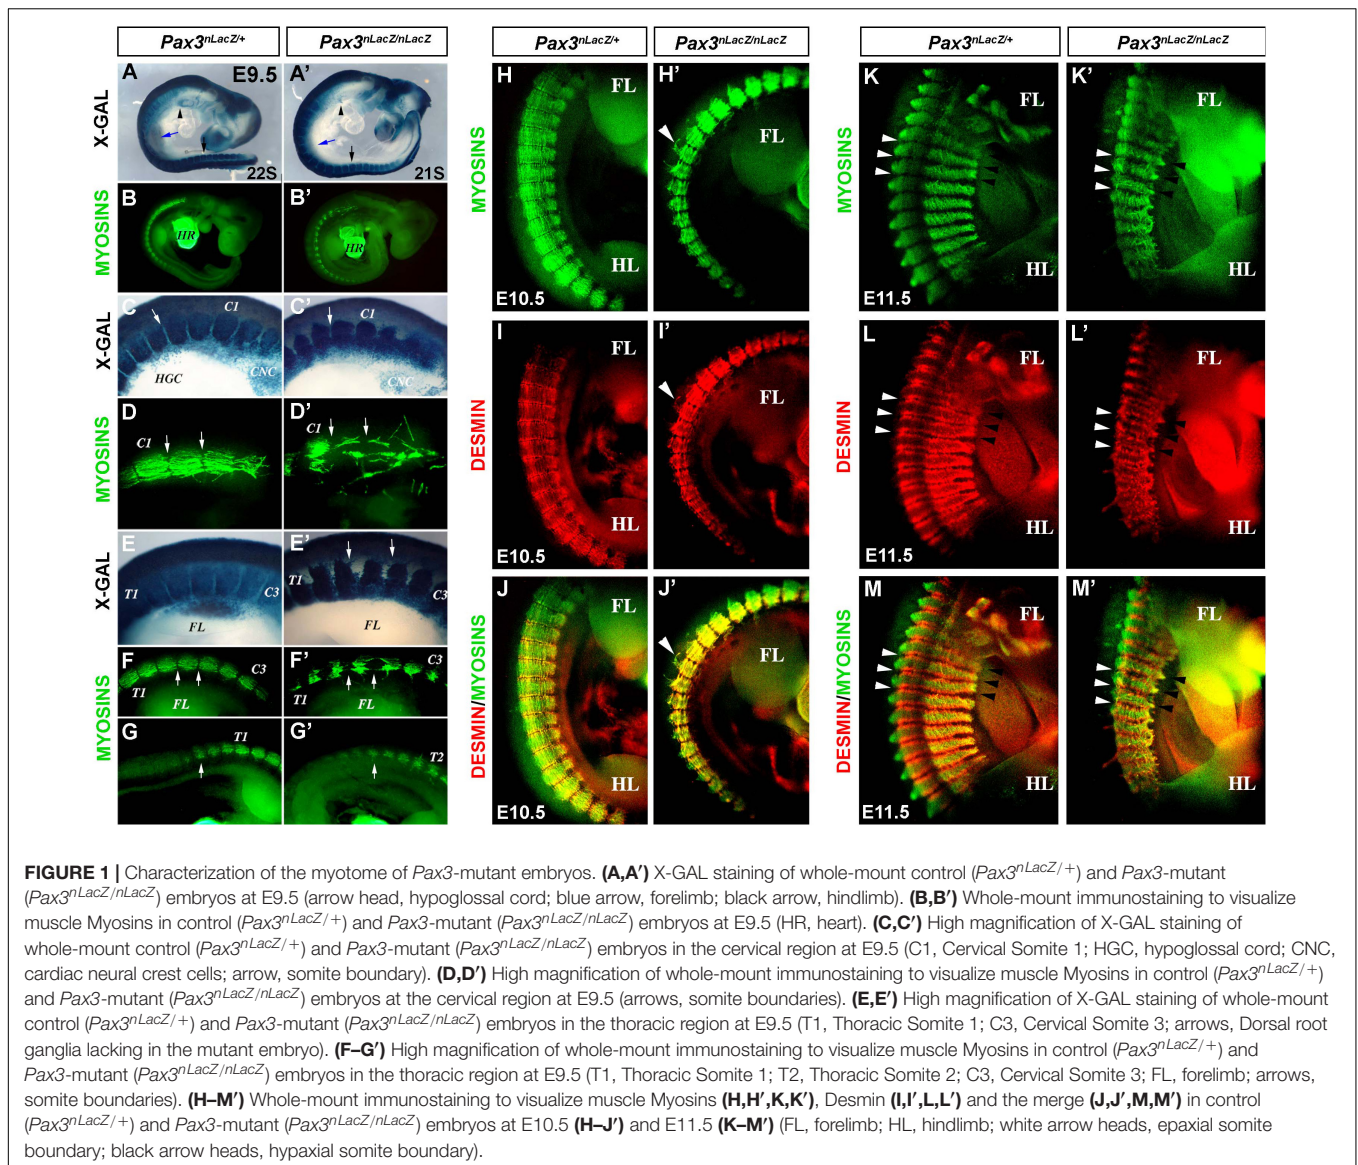 Pax3nLacZ/+
Pax3nLacZ/nLacZ
Pax3nLacZ/+
Pax3nLacZ/nLacZ
Pax3nLacZ/+
Pax3nLacZ/nLacZ
X-GAL
A
E9.5
22S
A’
21S
MYOSINS
B
HR
B’
HR
X-GAL
C
C1
HGC
CNC
C’
C1
CNC
MYOSINS
D
C1
D’
C1
X-GAL
E
T1
C3
FL
E’
T1
C3
FL
MYOSINS
F
C3
T1
FL
F’
C3
T1
FL
G
T1
G’
T2
MYOSINS
H
FL
HL
E10.5
H’
FL
DESMIN
I
FL
HL
E10.5
I’
FL
DESMIN/MYOSINS
J
FL
HL
E10.5
J’
FL
MYOSINS
K
FL
HL
E11.5
K’
FL
HL
DESMIN
L
FL
HL
E11.5
L’
FL
HL
DESMIN/MYOSINS
M
FL
HL
E11.5
M’
FL
HL
FIGURE 1 | Characterization of the myotome of Pax3-mutant embryos. (A,A′) X-GAL staining of whole-mount control (Pax3nLacZ/+) and Pax3-mutant
(Pax3nLacZ/nLacZ) embryos at E9.5 (arrow head, hypoglossal cord; blue arrow, forelimb; black arrow, hindlimb). (B,B′) Whole-mount immunostaining to visualize
muscle Myosins in control (Pax3nLacZ/+) and Pax3-mutant (Pax3nLacZ/nLacZ) embryos at E9.5 (HR, heart). (C,C′) High magnification of X-GAL staining of
whole-mount control (Pax3nLacZ/+) and Pax3-mutant (Pax3nLacZ/nLacZ) embryos in the cervical region at E9.5 (C1, Cervical Somite 1; HGC, hypoglossal cord; CNC,
cardiac neural crest cells; arrow, somite boundary). (D,D′) High magnification of whole-mount immunostaining to visualize muscle Myosins in control (Pax3nLacZ/+)
and Pax3-mutant (Pax3nLacZ/nLacZ) embryos at the cervical region at E9.5 (arrows, somite boundaries). (E,E′) High magnification of X-GAL staining of whole-mount
control (Pax3nLacZ/+) and Pax3-mutant (Pax3nLacZ/nLacZ) embryos in the thoracic region at E9.5 (T1, Thoracic Somite 1; C3, Cervical Somite 3; arrows, Dorsal root
ganglia lacking in the mutant embryo). (F–G′) High magnification of whole-mount immunostaining to visualize muscle Myosins in control (Pax3nLacZ/+) and
Pax3-mutant (Pax3nLacZ/nLacZ) embryos in the thoracic region at E9.5 (T1, Thoracic Somite 1; T2, Thoracic Somite 2; C3, Cervical Somite 3; FL, forelimb; arrows,
somite boundaries). (H–M′) Whole-mount immunostaining to visualize muscle Myosins (H,H′,K,K′), Desmin (I,I′,L,L′) and the merge (J,J′,M,M′) in control
(Pax3nLacZ/+) and Pax3-mutant (Pax3nLacZ/nLacZ) embryos at E10.5 (H–J′) and E11.5 (K–M′) (FL, forelimb; HL, hindlimb; white arrow heads, epaxial somite
boundary; black arrow heads, hypaxial somite boundary).